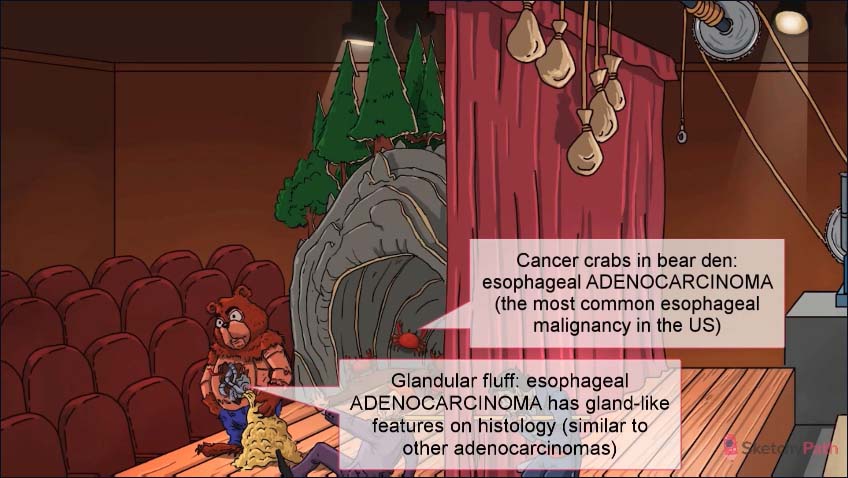 Cancer crabs in bear den:
esophageal ADENOCARCINOMA
(the most common esophageal
malignancy in the US)
Glandular fluff: esophageal
ADENOCARCINOMA has gland-like
features on histology (similar to
other adenocarcinomas)
SketchyPath